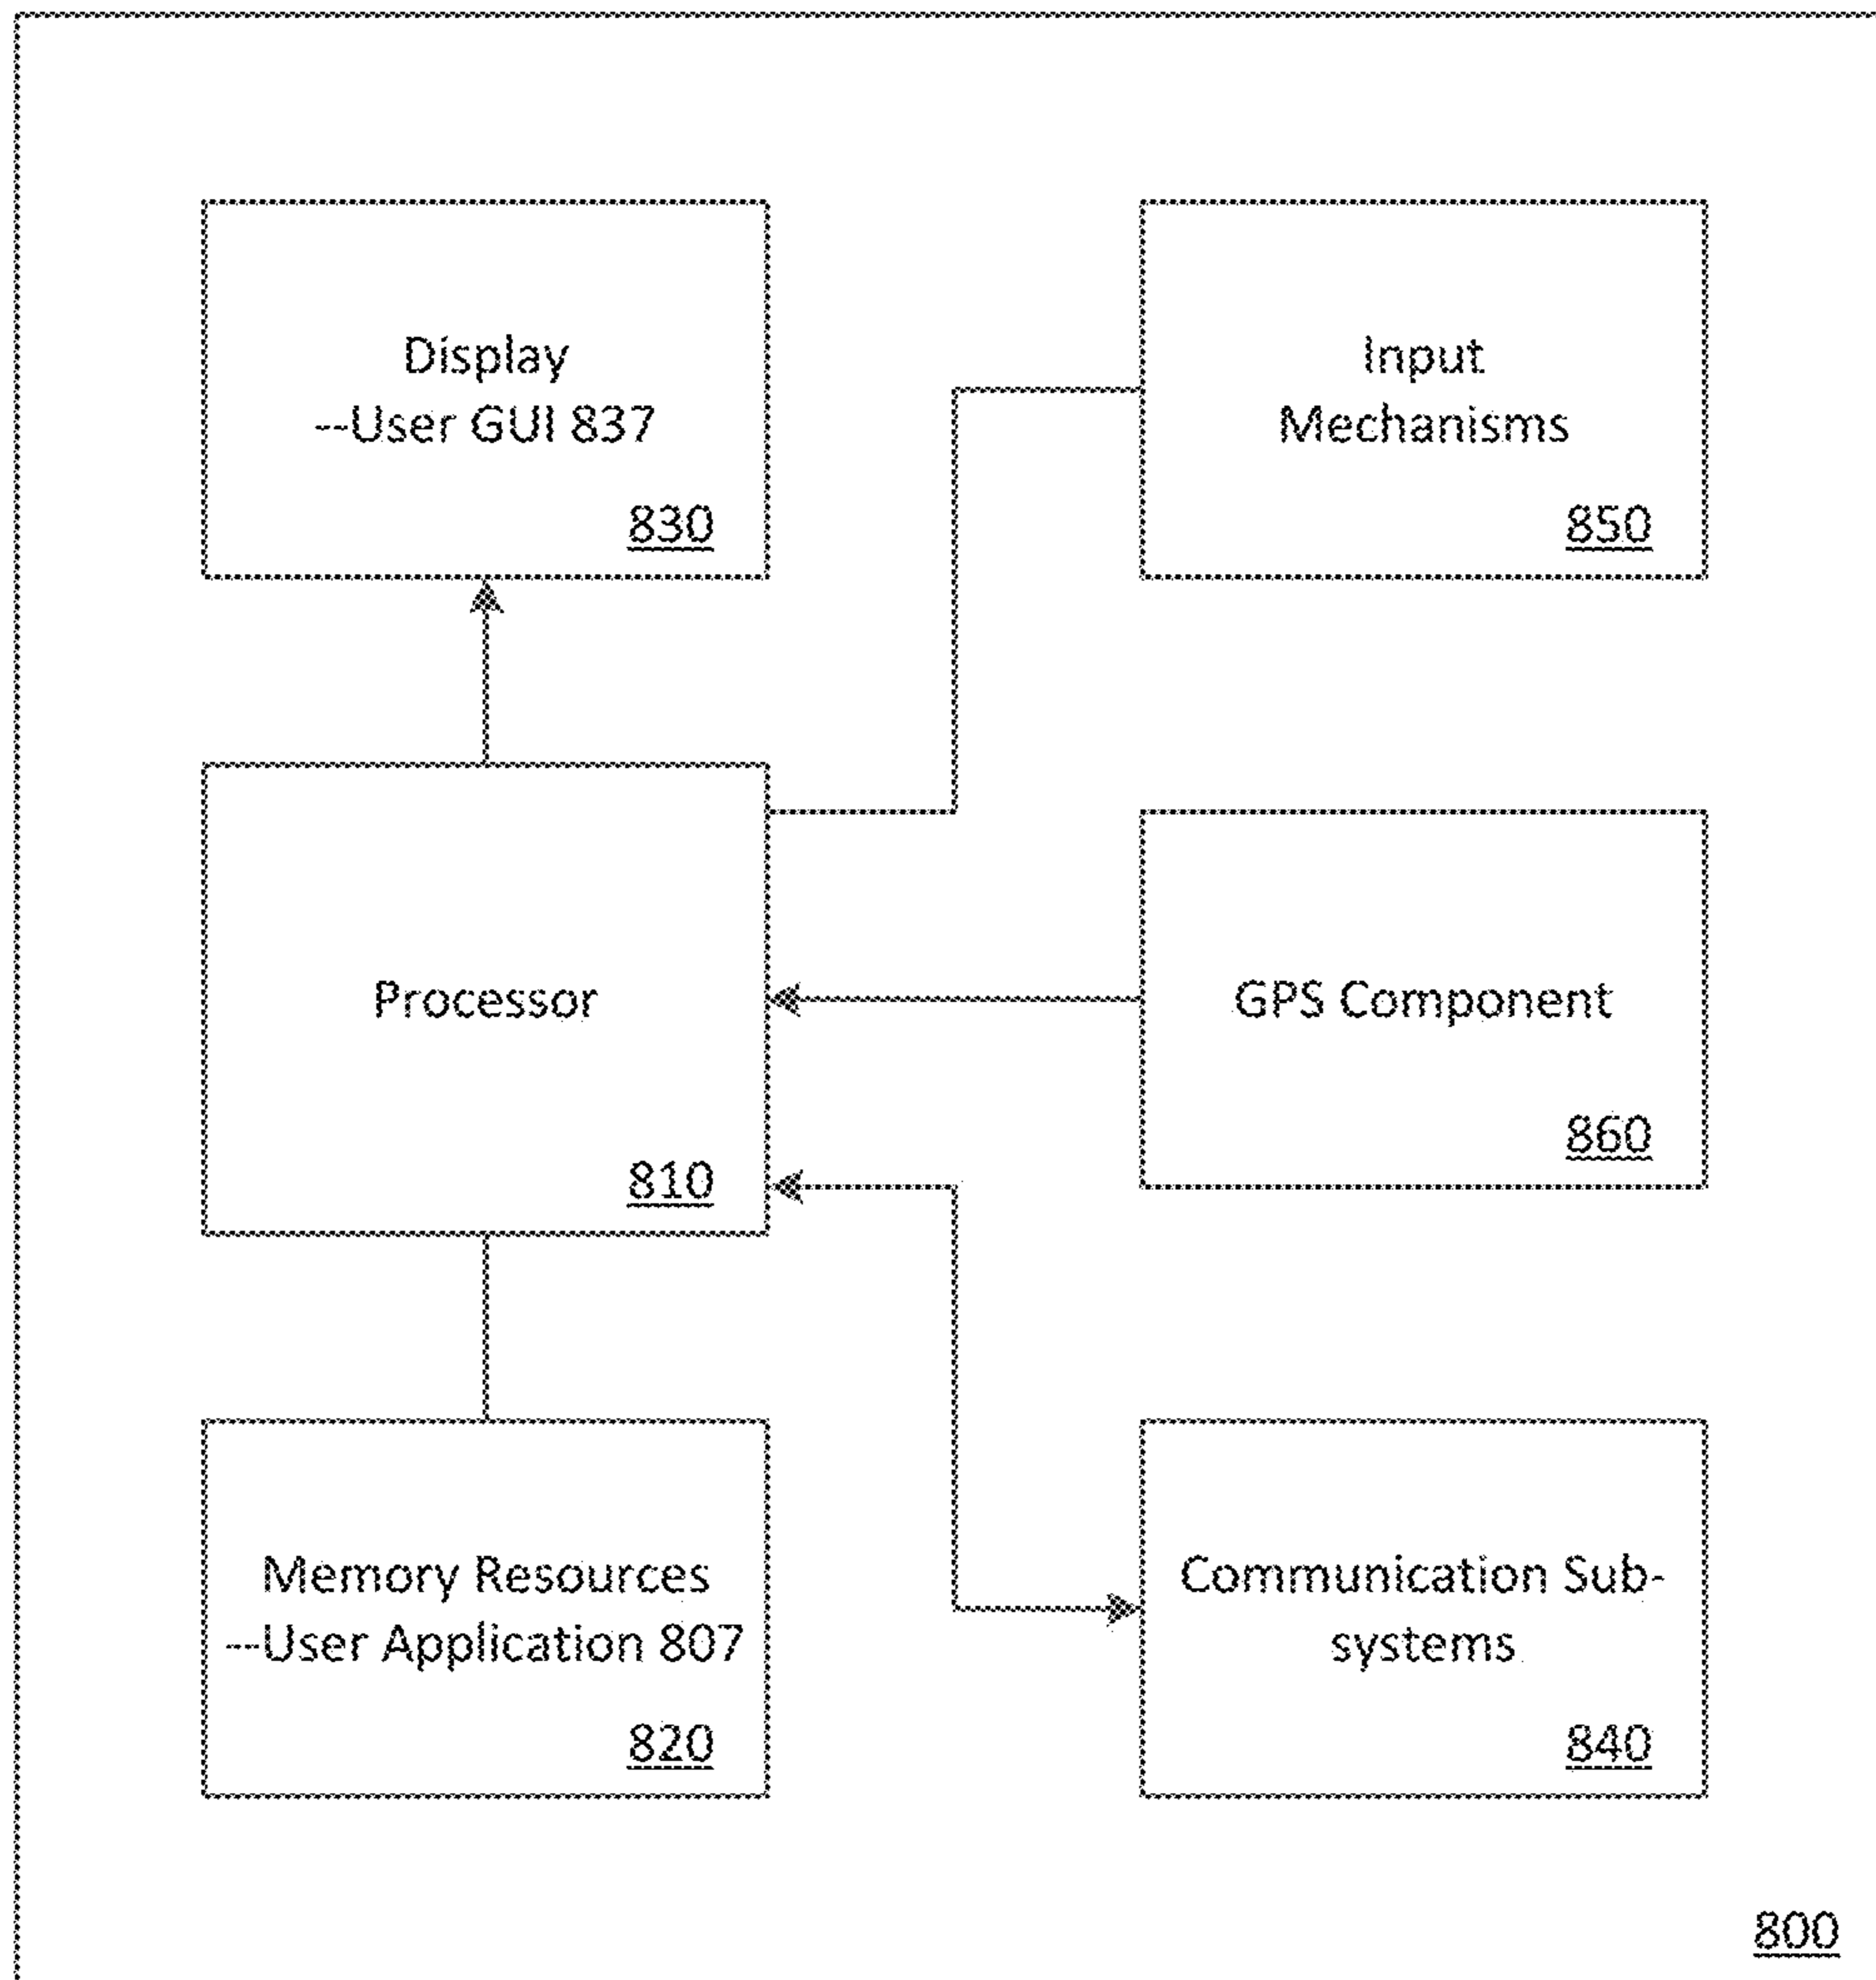 Display
--User GUI 837
830
Input
Mechanisms
850
Processor
810
GPS Component
860
Memory Resources
--User Application 807
820
Communication Sub-
systems
840
800